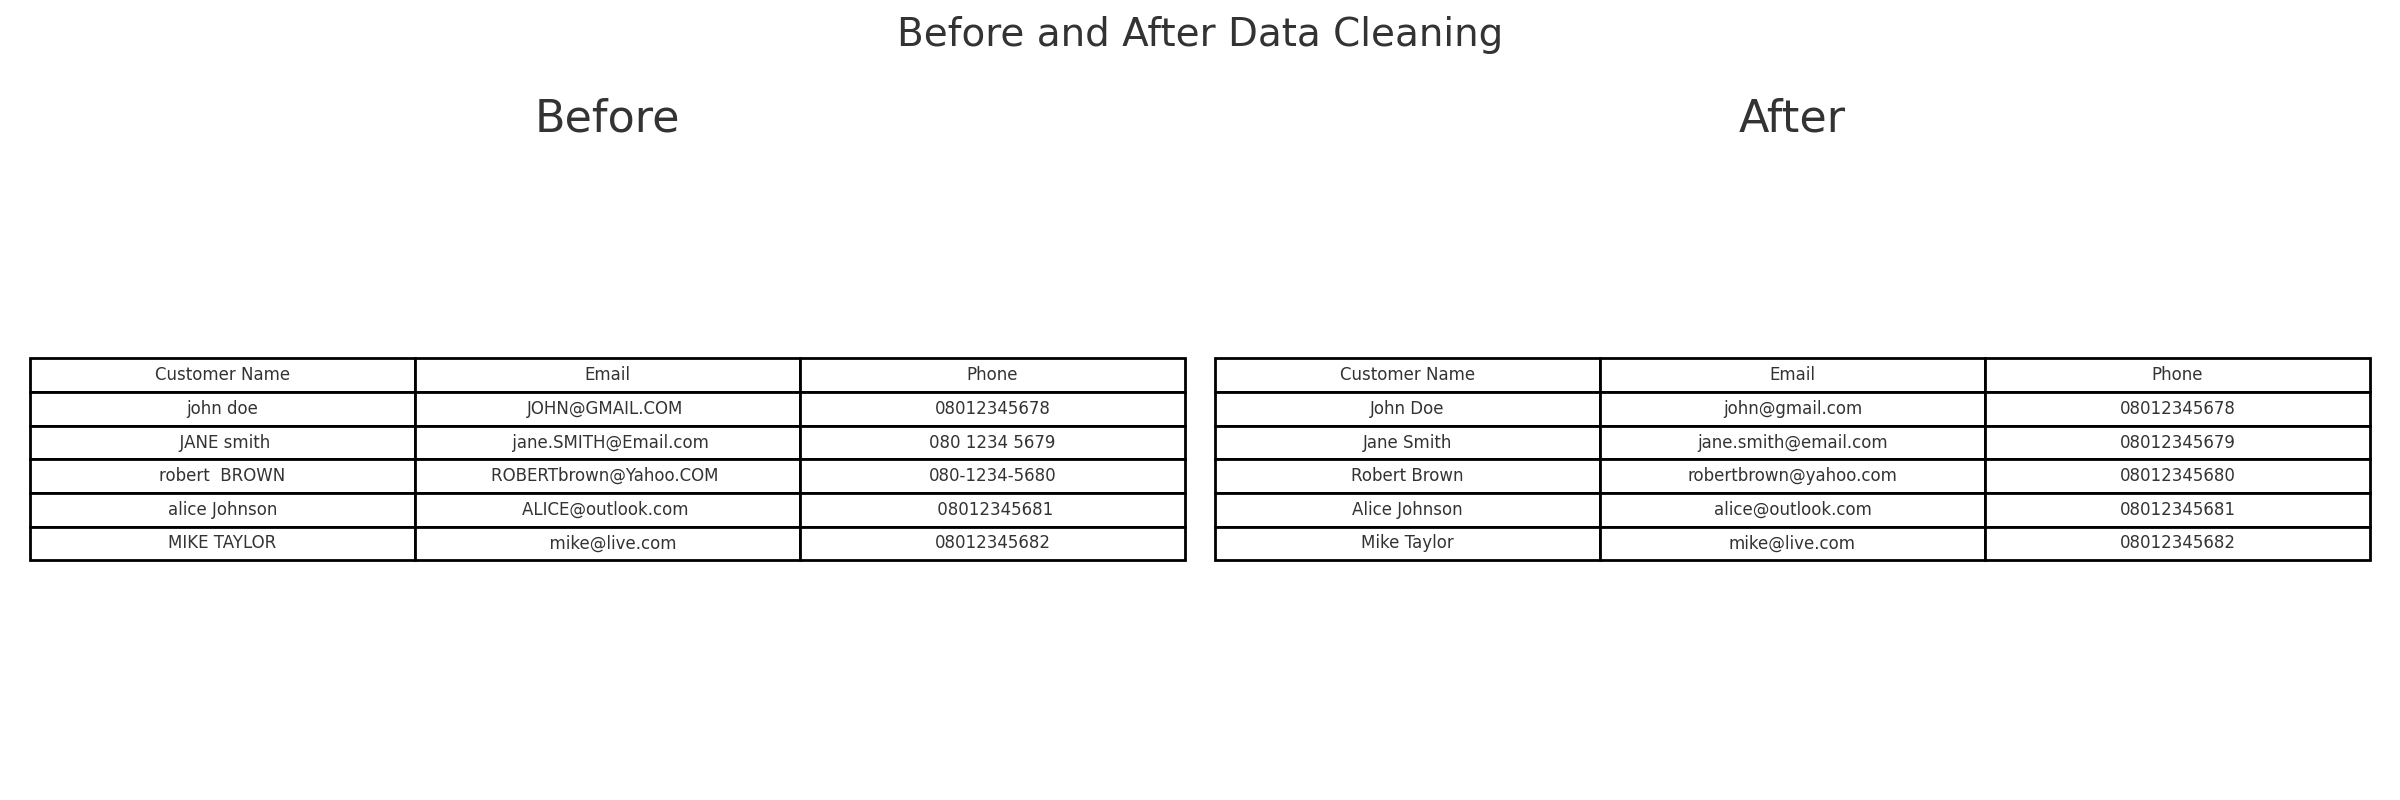 Before and After Data Cleaning
Before
Customer Name Email Phone
john doe JOHN@GMAIL.COM 08012345678
JANE smith jane.SMITH@Email.com 080 1234 5679
robert  BROWN ROBERTbrown@Yahoo.COM 080-1234-5680
alice Johnson ALICE@outlook.com 08012345681
MIKE TAYLOR mike@live.com 08012345682
After
Customer Name Email Phone
John Doe john@gmail.com 08012345678
Jane Smith jane.smith@email.com 08012345679
Robert Brown robertbrown@yahoo.com 08012345680
Alice Johnson alice@outlook.com 08012345681
Mike Taylor mike@live.com 08012345682